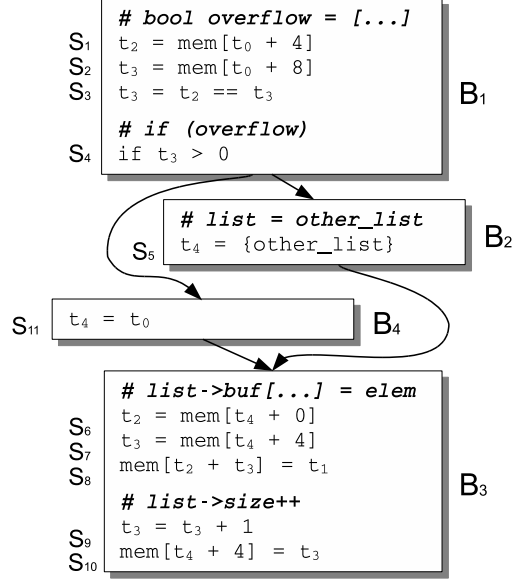 # bool overflow = [...]
S₁ t₂ = mem[t₀ + 4]
S₂ t₃ = mem[t₀ + 8]
S₃ t₃ = t₂ == t₃
B₁
# if (overflow)
S₄ if t₃ > 0
# list = other_list
B₂
S₅ t₄ = {other_list}
S₁₁ t₄ = t₀
B₄
# list->buf[...] = elem
S₆ t₂ = mem[t₄ + 0]
S₇ t₃ = mem[t₄ + 4]
S₈ mem[t₂ + t₃] = t₁
B₃
# list->size++
S₉ t₃ = t₃ + 1
S₁₀ mem[t₄ + 4] = t₃